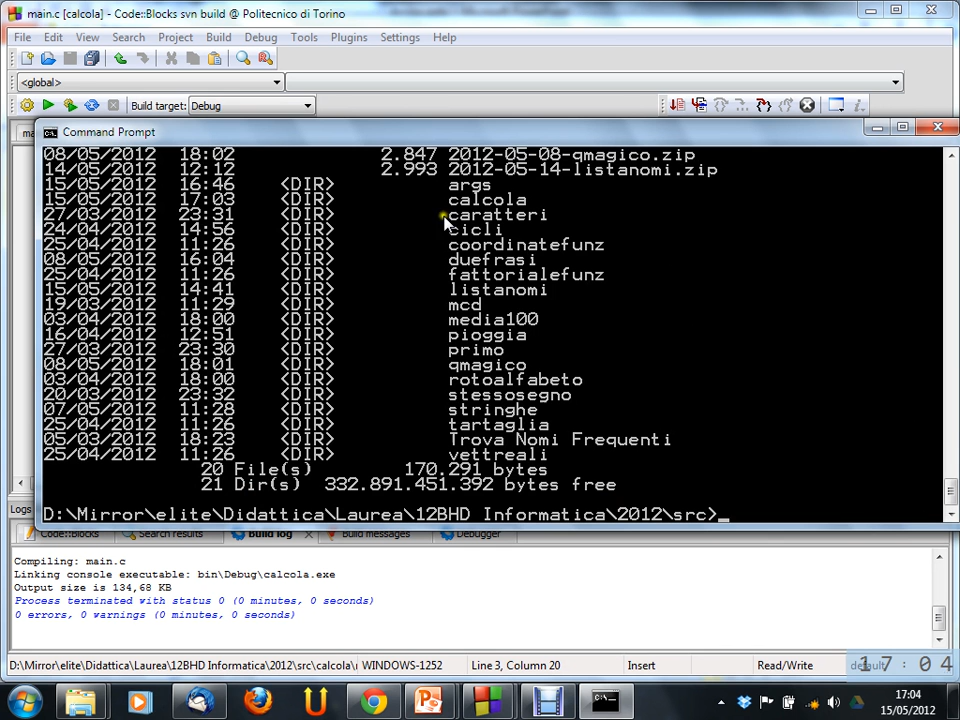 main.c [calcola] - Code::Blocks svn build @ Politecnico di Torino
File Edit View Search Project Build Debug Tools Plugins Settings Help
<global>
Build target: Debug
Command Prompt
08/05/2012 18:02 2.847 2012-05-08-qmagico.zip
14/05/2012 12:12 2.993 2012-05-14-listanomi.zip
15/05/2012 16:46 <DIR> args
15/05/2012 17:03 <DIR> calcola
27/03/2012 23:31 <DIR> caratteri
24/04/2012 14:56 <DIR> cicli
25/04/2012 11:26 <DIR> coordinatefunz
08/05/2012 16:04 <DIR> duefrasi
25/04/2012 11:26 <DIR> fattorialefunz
15/05/2012 14:41 <DIR> listanomi
19/03/2012 11:29 <DIR> mcd
03/04/2012 18:00 <DIR> media100
16/04/2012 12:51 <DIR> pioggia
27/03/2012 23:30 <DIR> primo
08/05/2012 18:01 <DIR> qmagico
03/04/2012 18:00 <DIR> rotoalfabeto
20/03/2012 23:32 <DIR> stessosegno
07/05/2012 11:28 <DIR> stringhe
25/04/2012 11:26 <DIR> tartaglia
05/03/2012 18:23 <DIR> Trova Nomi Frequenti
25/04/2012 11:26 <DIR> vettreali
20 File(s) 170.291 bytes
21 Dir(s) 332.891.451.392 bytes free
D:\Mirror\elite\Didattica\Laurea\12BHD Informatica\2012\src>_
Logs
Code::Blocks Search results Build log Build messages Debugger
Compiling: main.c
Linking console executable: bin\Debug\calcola.exe
Output size is 134,68 KB
Process terminated with status 0 (0 minutes, 0 seconds)
0 errors, 0 warnings (0 minutes, 0 seconds)
D:\Mirror\elite\Didattica\Laurea\12BHD Informatica\2012\src\calcola\ WINDOWS-1252 Line 3, Column 20 Insert Read/Write default
17:04
17:04
15/05/2012